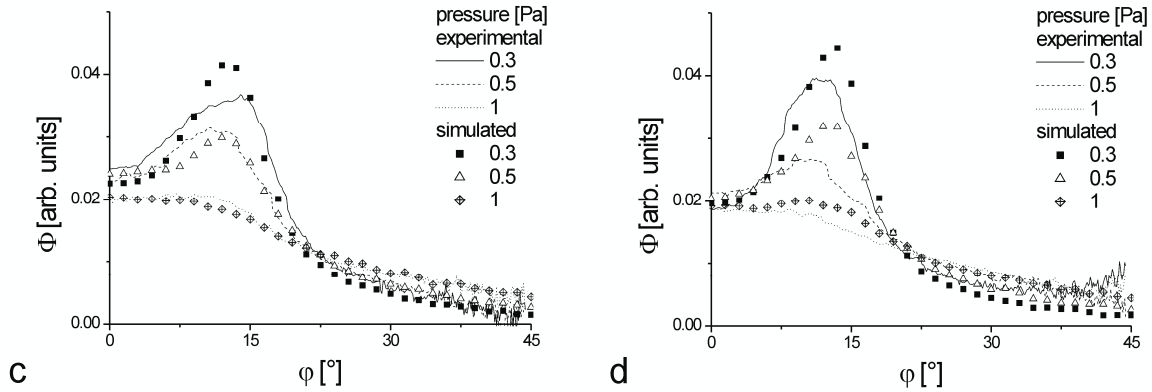 pressure [Pa]
experimental
0.3
0.5
1
simulated
0.3
0.5
1
0.04
0.02
0.00
Φ [arb. units]
0
15
30
45
φ [°]
c
pressure [Pa]
experimental
0.3
0.5
1
simulated
0.3
0.5
1
0.04
0.02
0.00
Φ [arb. units]
0
15
30
45
φ [°]
d